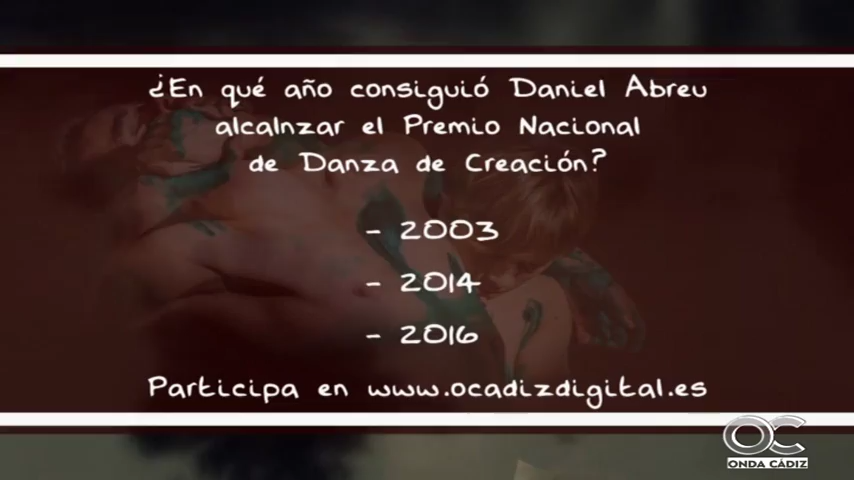 ¿En qué año consiguió Daniel Abreu
alcalnzar el Premio Nacional
de Danza de Creación?
- 2003
- 2014
- 2016
Participa en www.ocadizdigital.es
OC
ONDA CÁDIZ